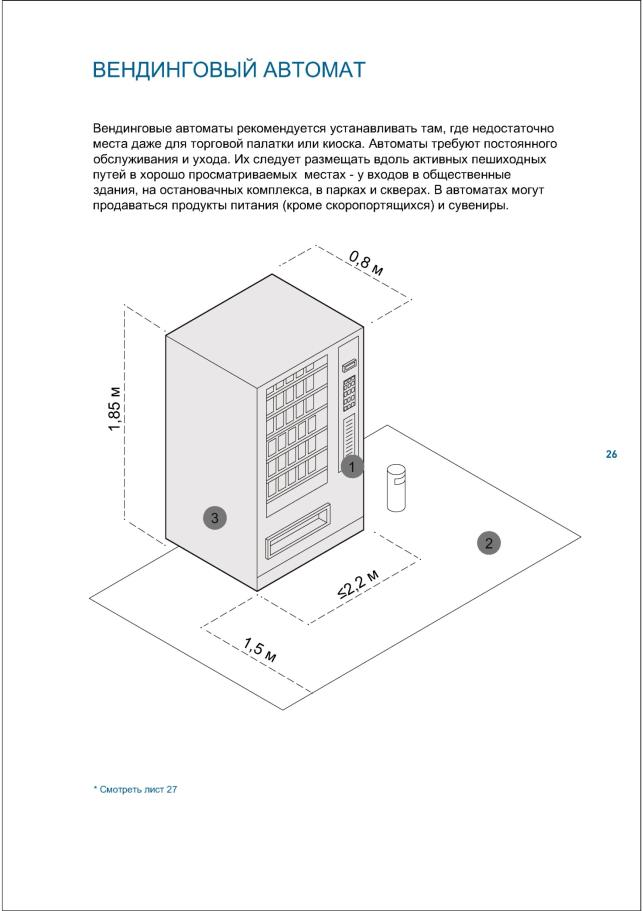 ВЕНДИНГОВЫЙ АВТОМАТ
Вендинговые автоматы рекомендуется устанавливать там, где недостаточно
места даже для торговой палатки или киоска. Автоматы требуют постоянного
обслуживания и ухода. Их следует размещать вдоль активных пешиходных
путей в хорошо просматриваемых местах - у входов в общественные
здания, на остановачных комплекса, в парках и скверах. В автоматах могут
продаваться продукты питания (кроме скоропортящихся) и сувениры.
0,8 м
1,85 м
26
1
3
2
≤2,2 м
1,5 м
* Смотреть лист 27